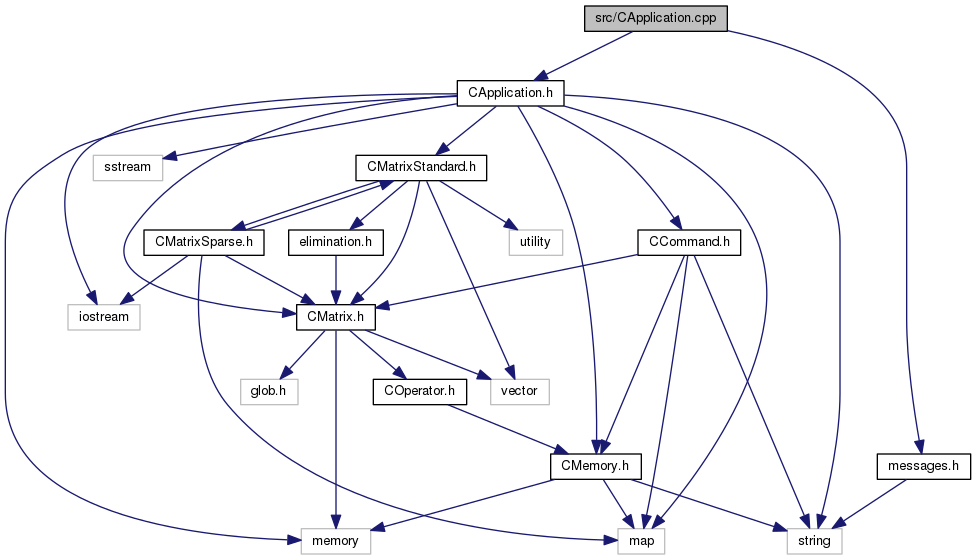 src/CApplication.cpp
CApplication.h
sstream
CMatrixStandard.h
CMatrixSparse.h
elimination.h
utility
CCommand.h
iostream
CMatrix.h
glob.h
COperator.h
vector
CMemory.h
messages.h
memory
map
string